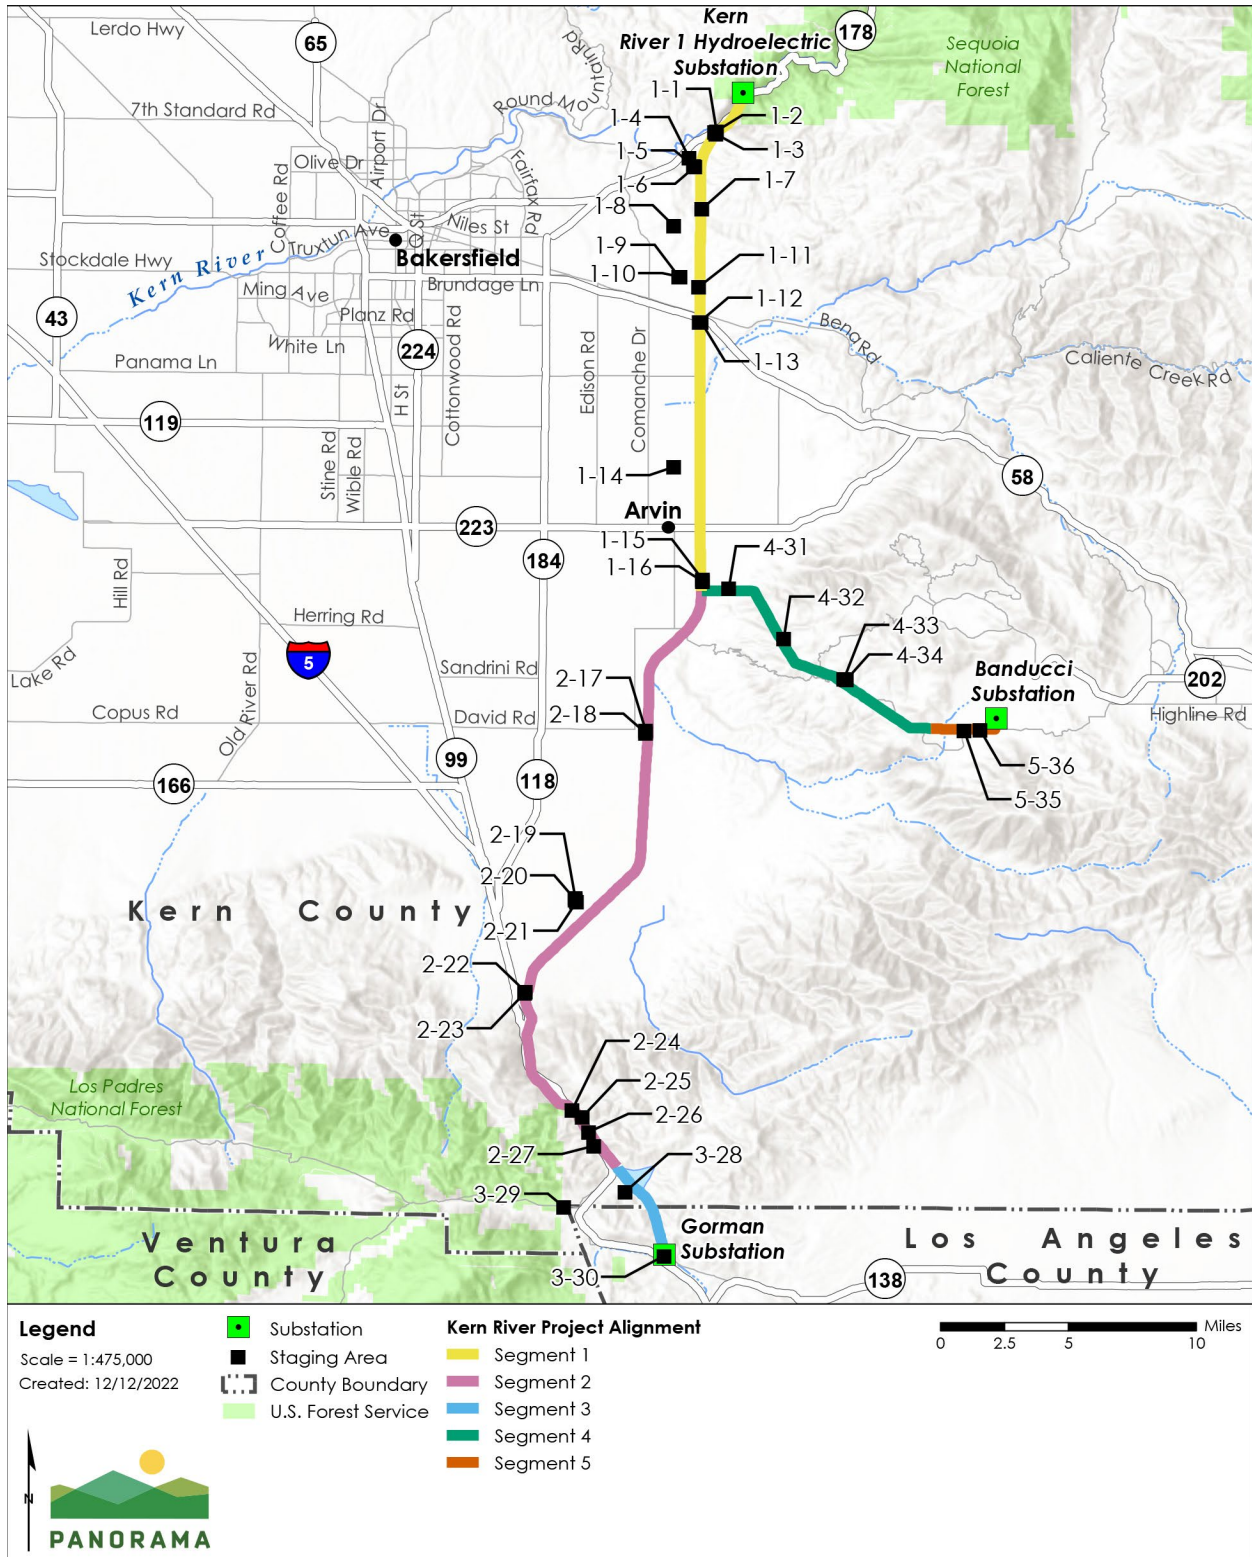 Lerdo Hwy
65
Kern
River 1 Hydroelectric
Substation
178
Sequoia
National
Forest
7th Standard Rd
Airport Dr
Round Mountain Rd
1-1
1-2
1-3
1-4
1-5
1-6
1-7
Olive Dr
Coffee Rd
Fairfax Rd
1-8
Q St
Niles St
Truxtun Ave
Bakersfield
1-9
1-10
1-11
Stockdale Hwy
Kern River
Ming Ave
Brundage Ln
1-12
43
Planz Rd
White Ln
224
Cottonwood Rd
Edison Rd
Comanche Dr
1-13
Bena Rd
Caliente Creek Rd
Panama Ln
H St
119
Stine Rd
Wible Rd
1-14
58
Arvin
223
184
1-15
1-16
4-31
Hill Rd
Herring Rd
4-32
4-33
4-34
5
Lake Rd
Old River Rd
Sandrini Rd
Banducci
Substation
202
2-17
2-18
Copus Rd
David Rd
Highline Rd
99
118
166
5-36
5-35
2-19
2-20
2-21
Kern County
2-22
2-23
2-24
2-25
2-26
2-27
Los Padres
National Forest
3-28
3-29
Gorman
Substation
3-30
Ventura
County
Los Angeles
County
138
Legend
Scale = 1:475,000
Created: 12/12/2022
Substation
Staging Area
County Boundary
U.S. Forest Service
Kern River Project Alignment
Segment 1
Segment 2
Segment 3
Segment 4
Segment 5
Miles
0 2.5 5 10
N
PANORAMA